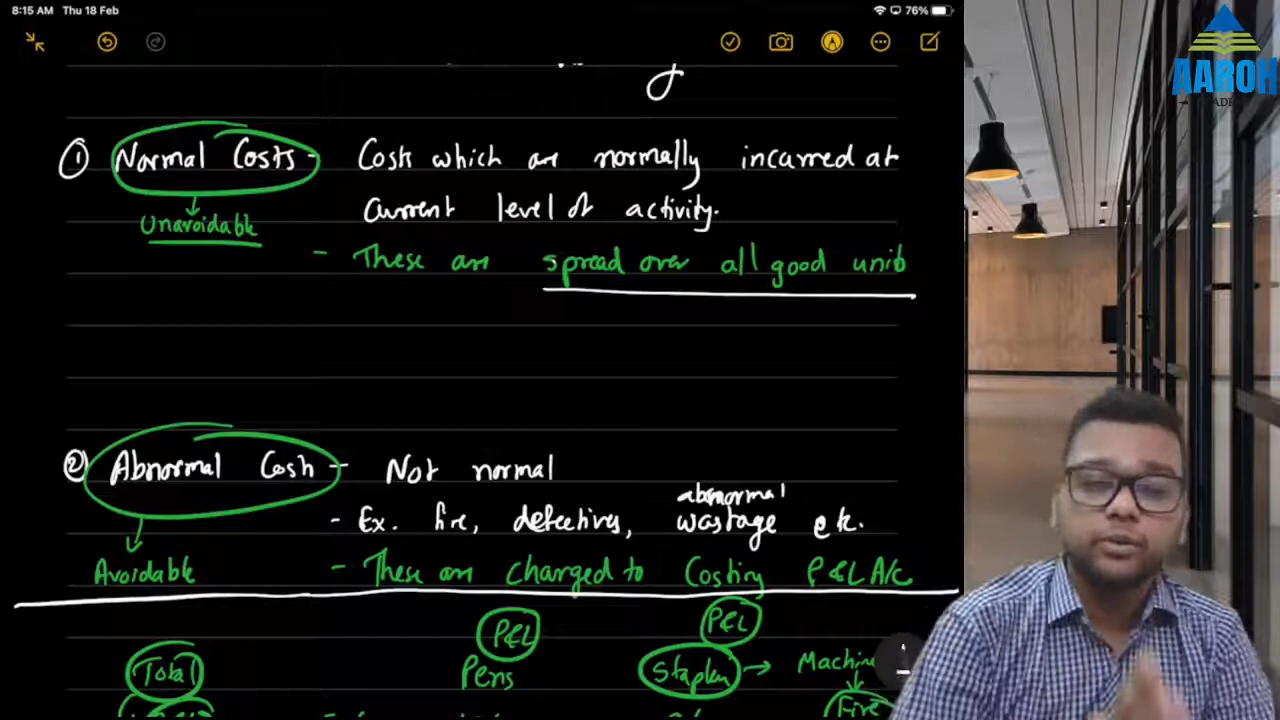 8:15 AM Thu 18 Feb
76%
AAROH
① Normal Costs - Costs which are normally incurred at
current level of activity.
Unavoidable
- These are spread over all good units
② Abnormal Costs - Not normal
abnormal
- Ex. fire, defectives, wastage etc.
Avoidable
- These are charged to Costing P&L A/c
P&L
P&L
Total
Pens
Stapler → Machine
Fire